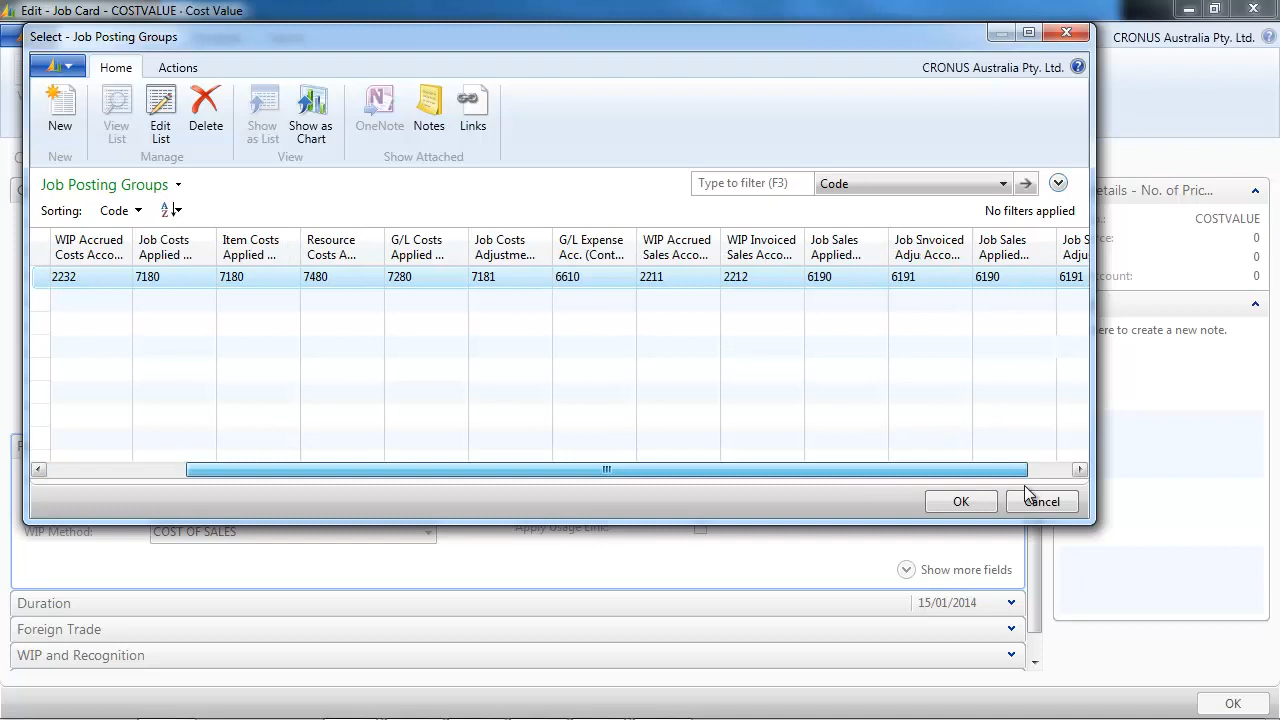 Edit - Job Card - COSTVALUE · Cost Value
CRONUS Australia Pty. Ltd.
Select - Job Posting Groups
Home
Actions
CRONUS Australia Pty. Ltd.
New
View List
Edit List
Delete
Show as List
Show as Chart
OneNote
Notes
Links
New
Manage
View
Show Attached
Job Posting Groups
Type to filter (F3)
Code
Sorting:
Code
No filters applied
WIP Accrued Costs Acco...
Job Costs Applied ...
Item Costs Applied ...
Resource Costs A...
G/L Costs Applied ...
Job Costs Adjustme...
G/L Expense Acc. (Cont...
WIP Accrued Sales Acco...
WIP Invoiced Sales Acco...
Job Sales Applied...
Job Snvoiced Adju Acco...
Job Sales Applied...
Job S Adju
2232 7180 7180 7480 7280 7181 6610 2211 2212 6190 6191 6190 6191
OK
Cancel
etails - No. of Pric...
COSTVALUE
0
0
ccount:
0
ere to create a new note.
WIP Method:
COST OF SALES
Apply Usage Link:
Show more fields
Duration
15/01/2014
Foreign Trade
WIP and Recognition
OK